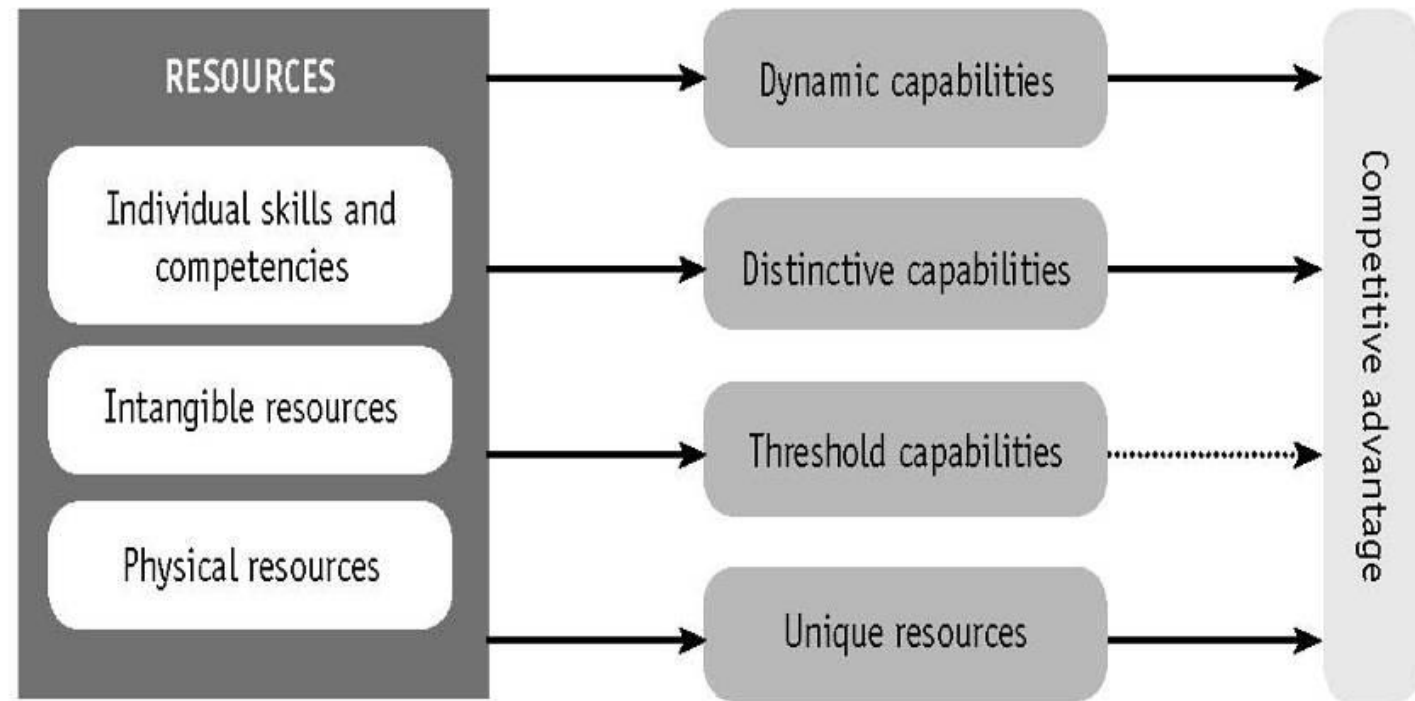 RESOURCES
Individual skills and
competencies
Intangible resources
Physical resources
Dynamic capabilities
Distinctive capabilities
Threshold capabilities
Unique resources
Competitive advantage